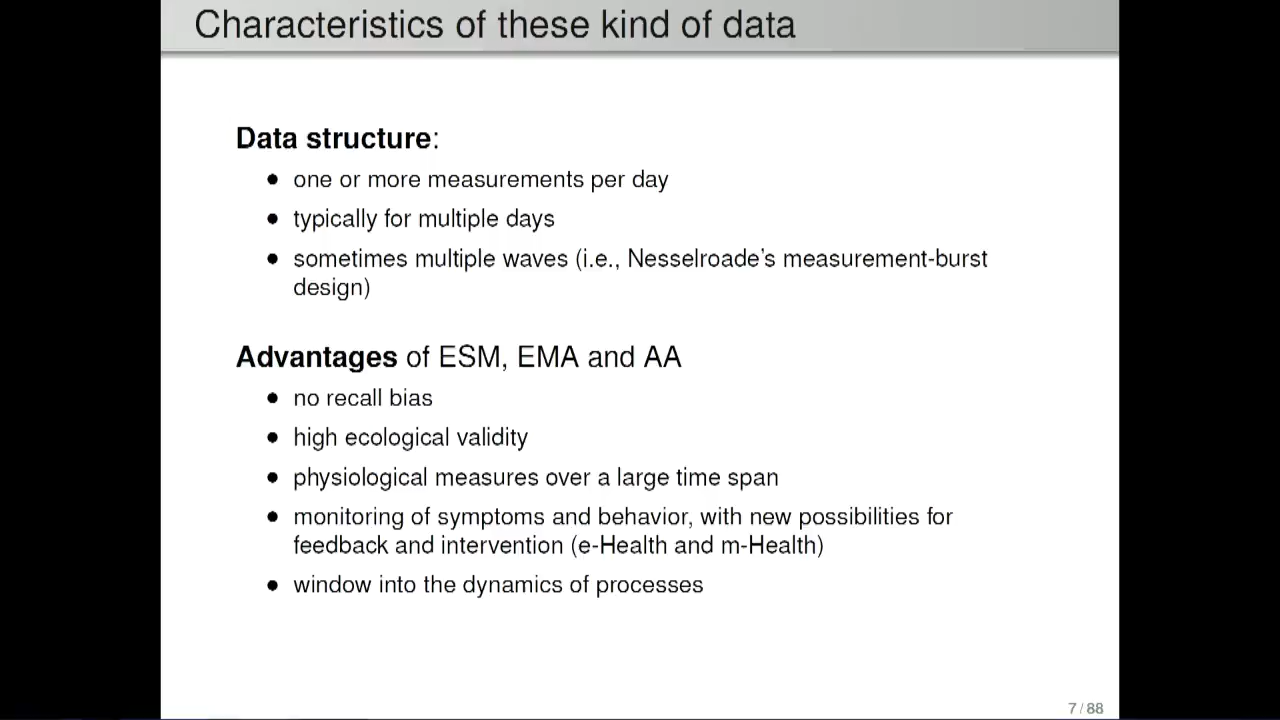 Characteristics of these kind of data
Data structure:
● one or more measurements per day
● typically for multiple days
● sometimes multiple waves (i.e., Nesselroade's measurement-burst
design)
Advantages of ESM, EMA and AA
● no recall bias
● high ecological validity
● physiological measures over a large time span
● monitoring of symptoms and behavior, with new possibilities for
feedback and intervention (e-Health and m-Health)
● window into the dynamics of processes
7 / 88